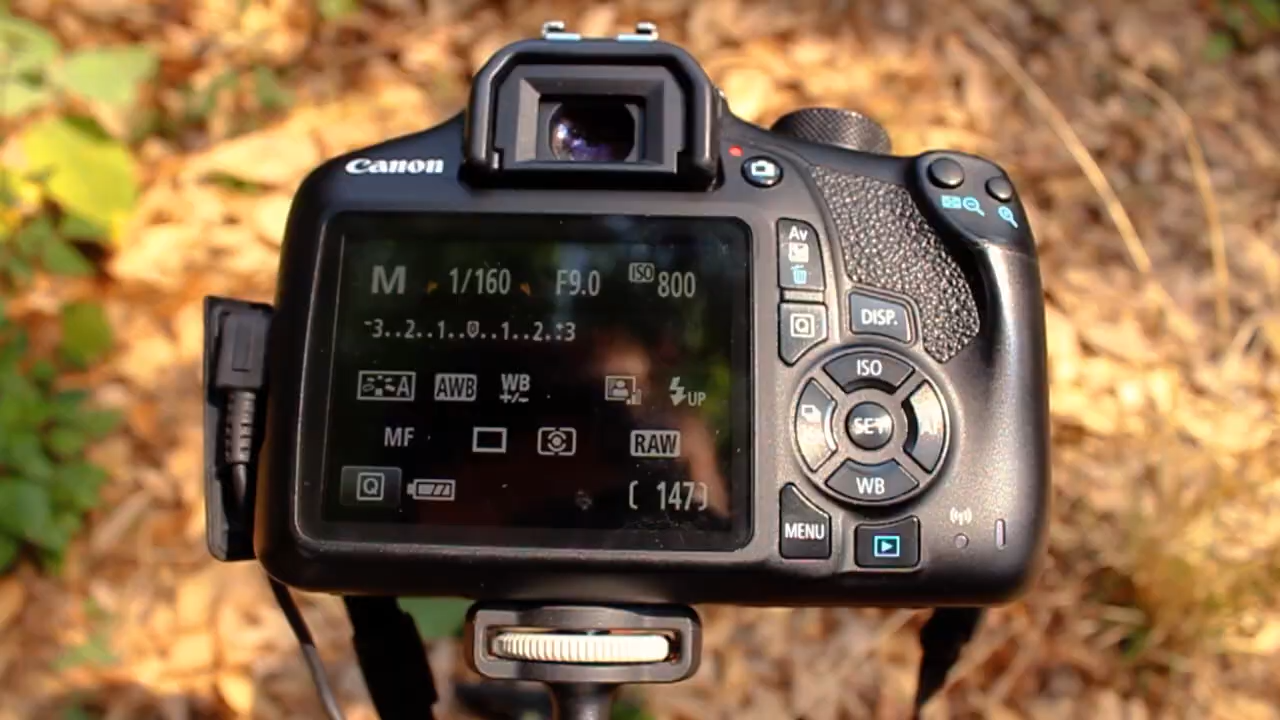 Canon
M 1/160 F9.0 ISO 800
-3..2..1..0..1..2..:3
A AWB WB +/- UP
MF RAW
Q [ 147]
Av
Q DISP.
ISO
SET AF
WB
MENU